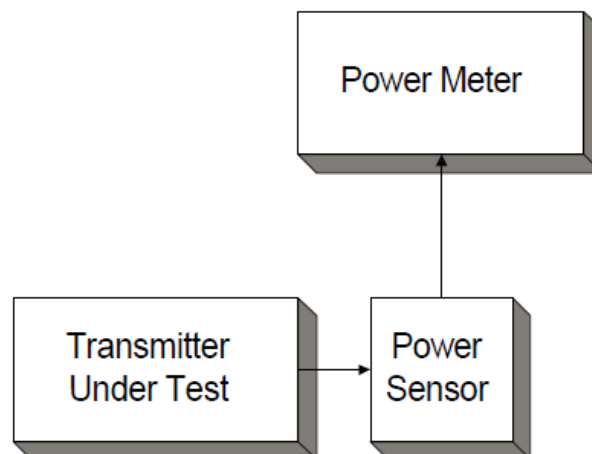 Power Meter
Transmitter
Under Test
Power
Sensor